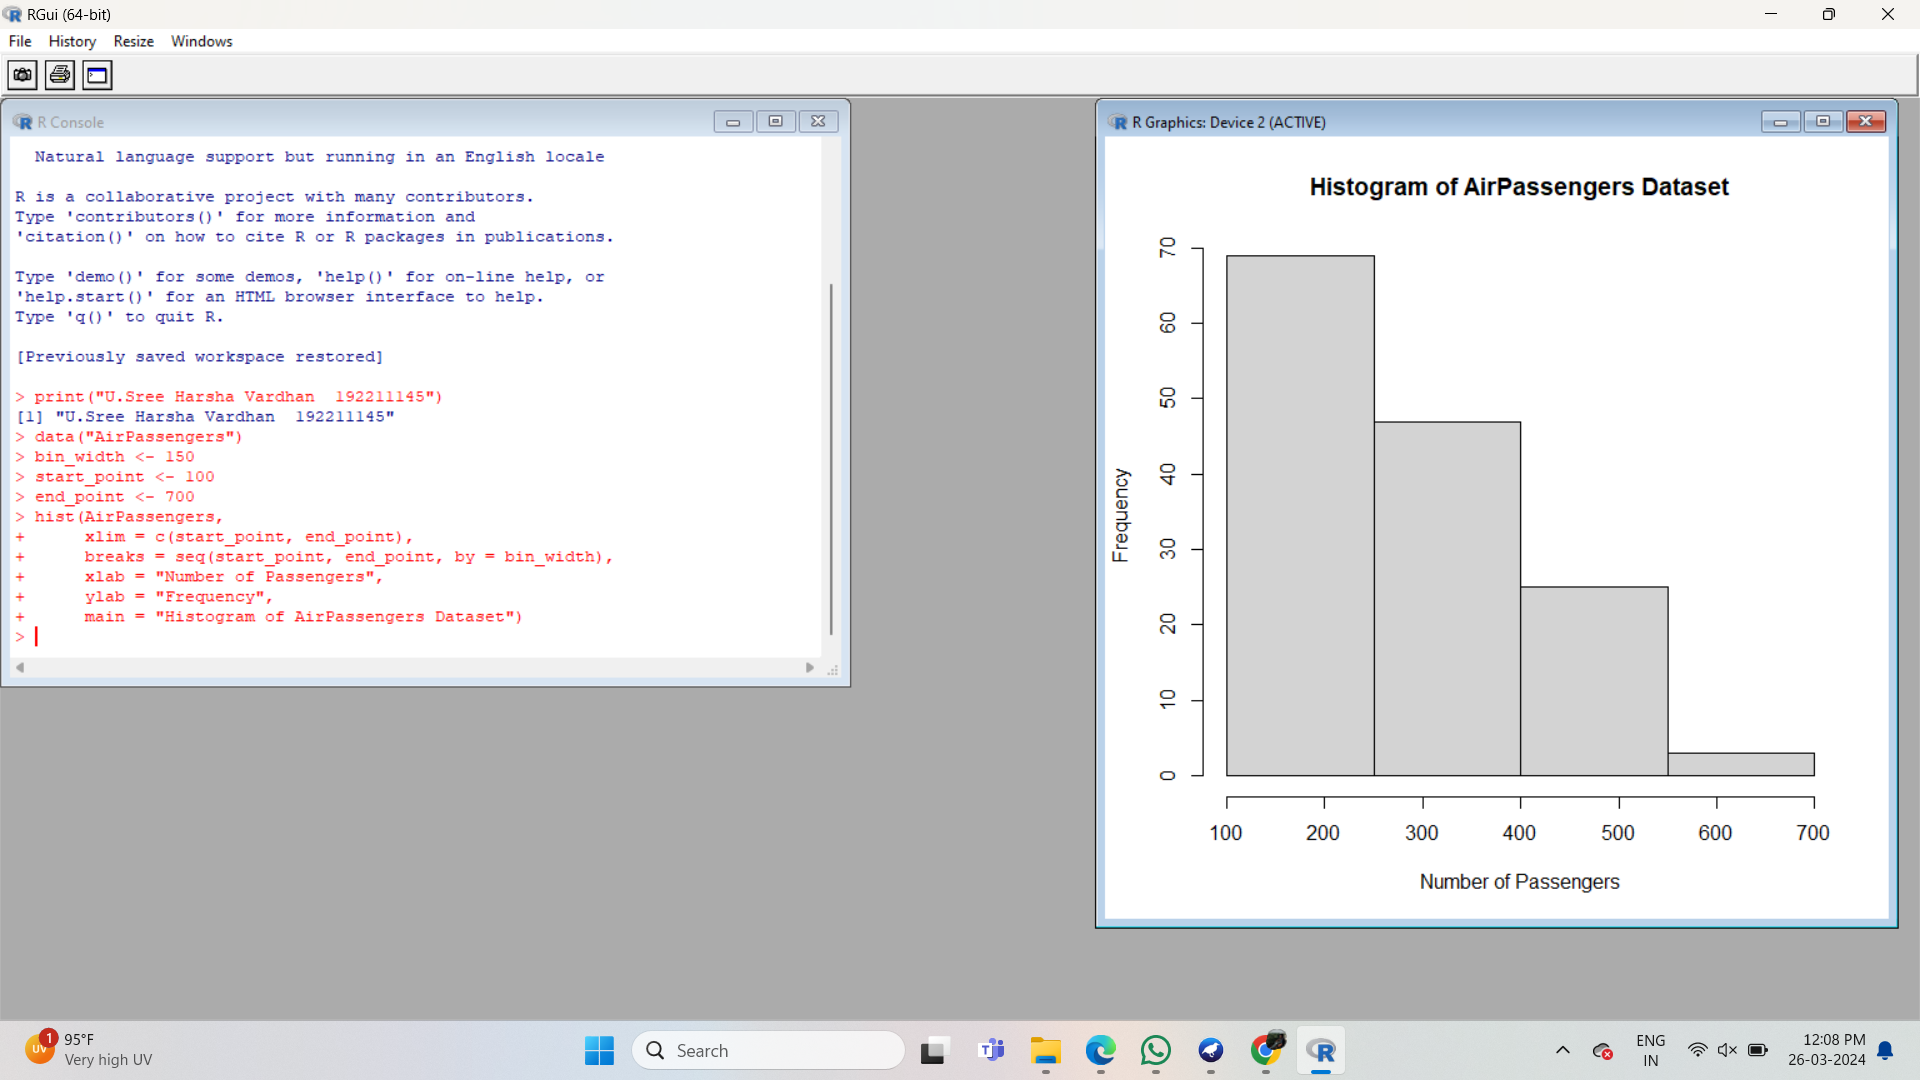 RGui (64-bit)
File History Resize Windows
R Console
Natural language support but running in an English locale
R is a collaborative project with many contributors.
Type 'contributors()' for more information and
'citation()' on how to cite R or R packages in publications.
Type 'demo()' for some demos, 'help()' for on-line help, or
'help.start()' for an HTML browser interface to help.
Type 'q()' to quit R.
[Previously saved workspace restored]
> print("U.Sree Harsha Vardhan  192211145")
[1] "U.Sree Harsha Vardhan  192211145"
> data("AirPassengers")
> bin_width <- 150
> start_point <- 100
> end_point <- 700
> hist(AirPassengers,
+      xlim = c(start_point, end_point),
+      breaks = seq(start_point, end_point, by = bin_width),
+      xlab = "Number of Passengers",
+      ylab = "Frequency",
+      main = "Histogram of AirPassengers Dataset")
>
R Graphics: Device 2 (ACTIVE)
Histogram of AirPassengers Dataset
Frequency
70
60
50
40
30
20
10
0
100 200 300 400 500 600 700
Number of Passengers
UV
1
95°F
Very high UV
Search
ENG
IN
12:08 PM
26-03-2024